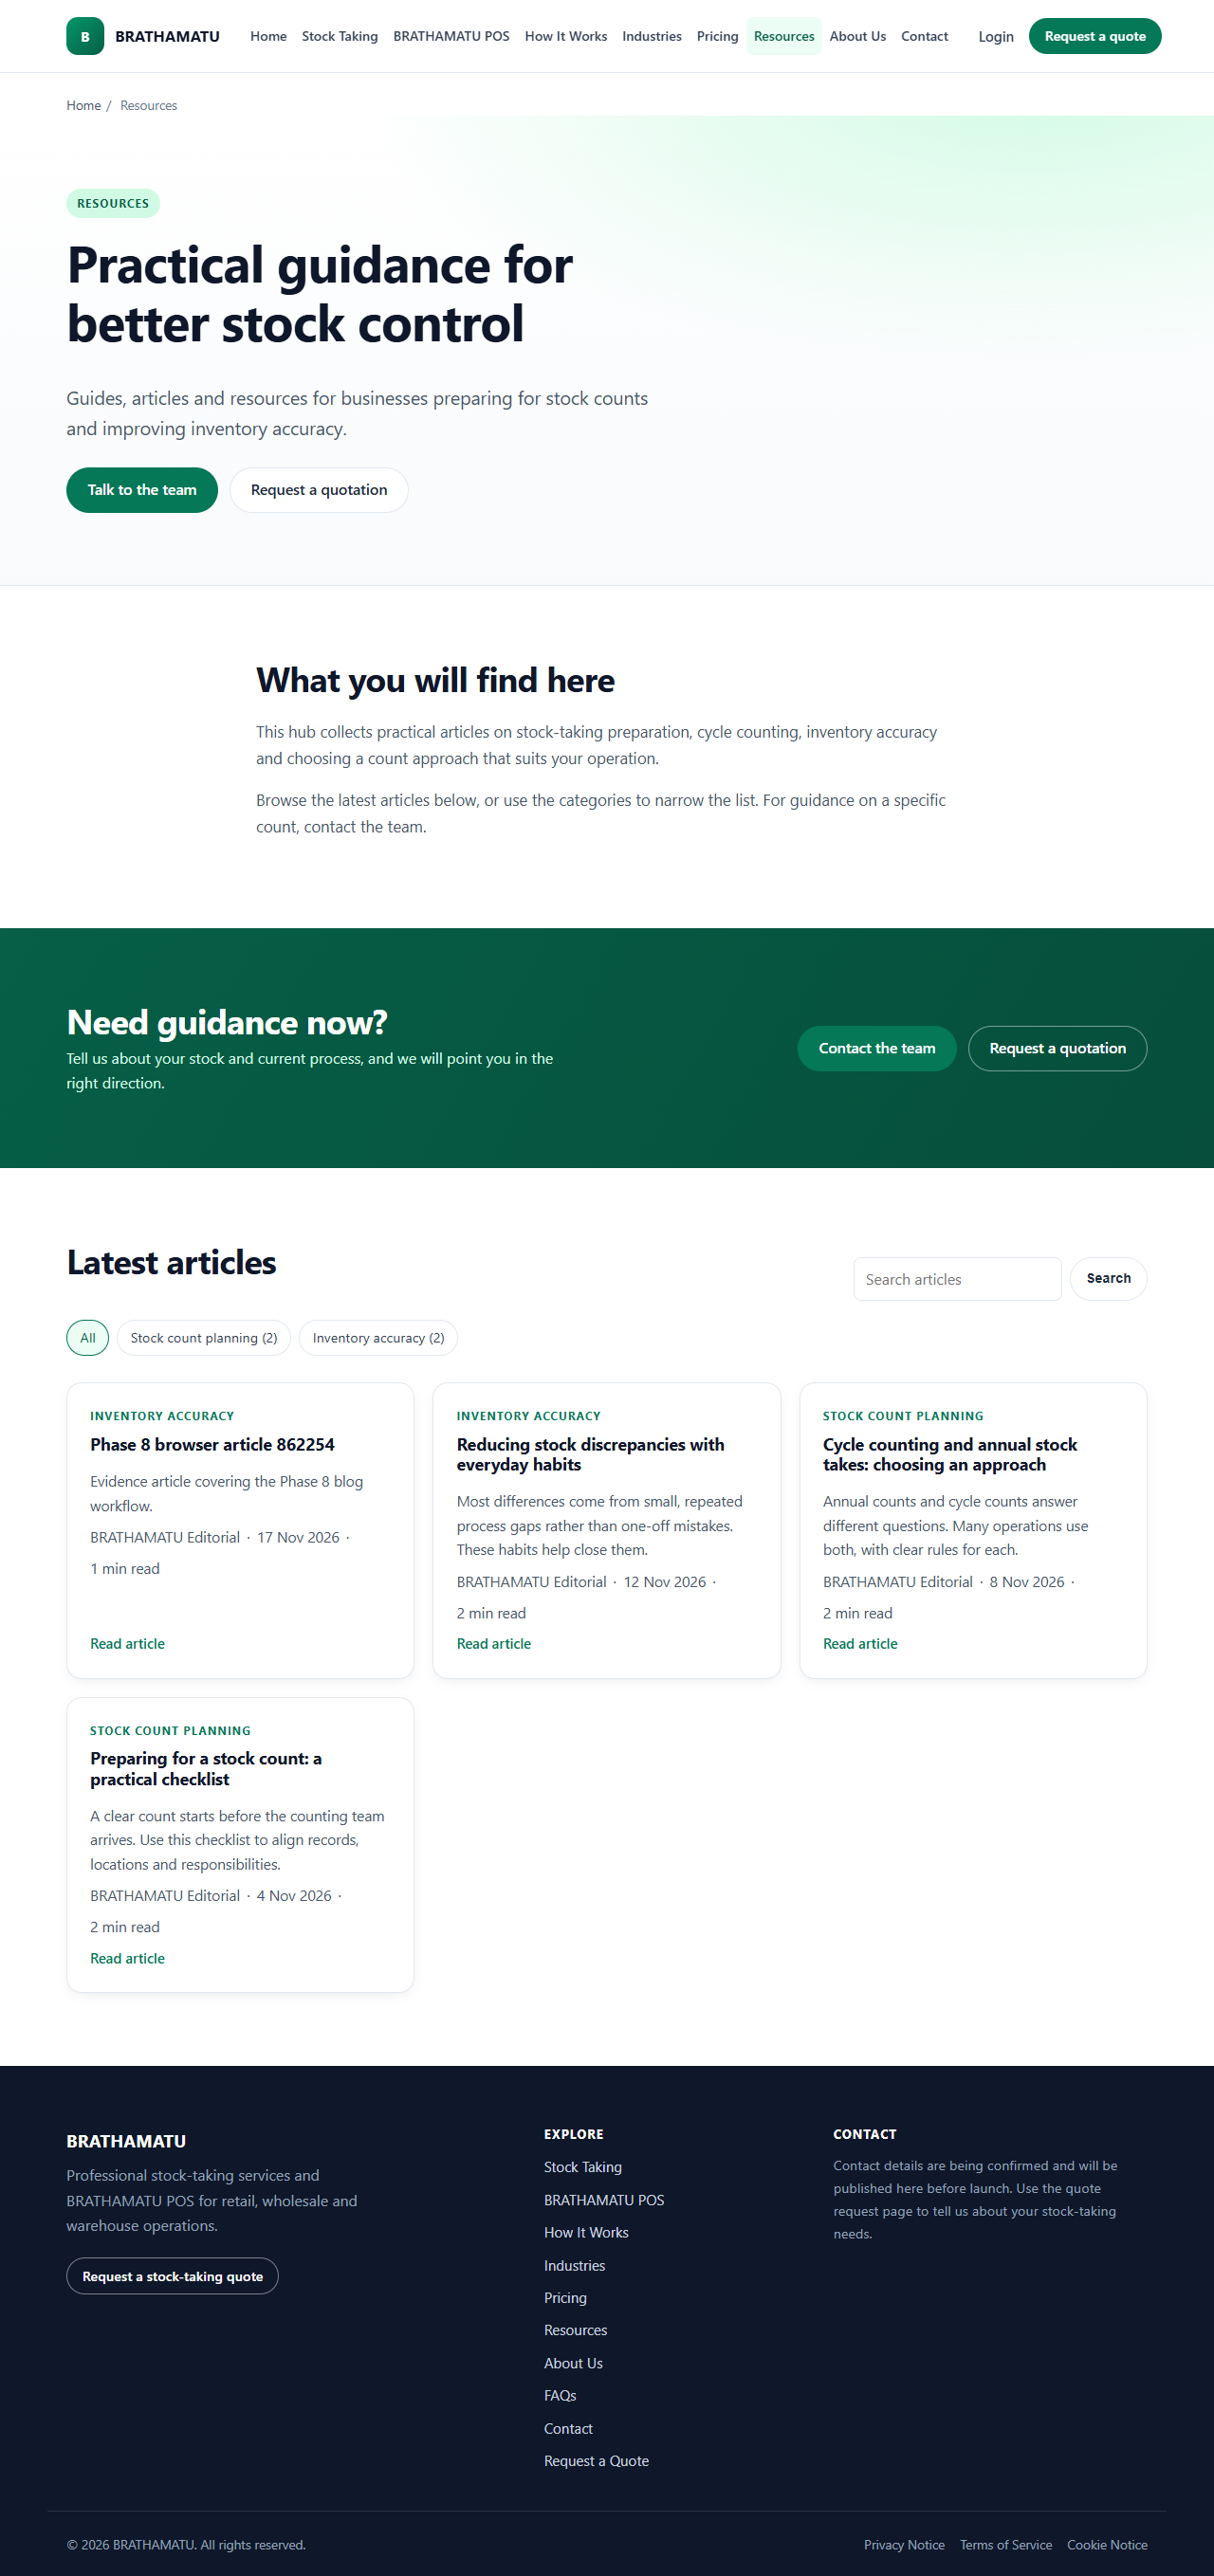 B
BRATHAMATU
Home
Stock Taking
BRATHAMATU POS
How It Works
Industries
Pricing
Resources
About Us
Contact
Login
Request a quote
Home / Resources
RESOURCES
Practical guidance for
better stock control
Guides, articles and resources for businesses preparing for stock counts
and improving inventory accuracy.
Talk to the team
Request a quotation
What you will find here
This hub collects practical articles on stock-taking preparation, cycle counting, inventory accuracy
and choosing a count approach that suits your operation.
Browse the latest articles below, or use the categories to narrow the list. For guidance on a specific
count, contact the team.
Need guidance now?
Tell us about your stock and current process, and we will point you in the
right direction.
Contact the team
Request a quotation
Latest articles
Search articles
Search
All
Stock count planning (2)
Inventory accuracy (2)
INVENTORY ACCURACY
Phase 8 browser article 862254
Evidence article covering the Phase 8 blog
workflow.
BRATHAMATU Editorial · 17 Nov 2026 ·
1 min read
Read article
INVENTORY ACCURACY
Reducing stock discrepancies with
everyday habits
Most differences come from small, repeated
process gaps rather than one-off mistakes.
These habits help close them.
BRATHAMATU Editorial · 12 Nov 2026 ·
2 min read
Read article
STOCK COUNT PLANNING
Cycle counting and annual stock
takes: choosing an approach
Annual counts and cycle counts answer
different questions. Many operations use
both, with clear rules for each.
BRATHAMATU Editorial · 8 Nov 2026 ·
2 min read
Read article
STOCK COUNT PLANNING
Preparing for a stock count: a
practical checklist
A clear count starts before the counting team
arrives. Use this checklist to align records,
locations and responsibilities.
BRATHAMATU Editorial · 4 Nov 2026 ·
2 min read
Read article
BRATHAMATU
Professional stock-taking services and
BRATHAMATU POS for retail, wholesale and
warehouse operations.
Request a stock-taking quote
EXPLORE
Stock Taking
BRATHAMATU POS
How It Works
Industries
Pricing
Resources
About Us
FAQs
Contact
Request a Quote
CONTACT
Contact details are being confirmed and will be
published here before launch. Use the quote
request page to tell us about your stock-taking
needs.
© 2026 BRATHAMATU. All rights reserved.
Privacy Notice
Terms of Service
Cookie Notice